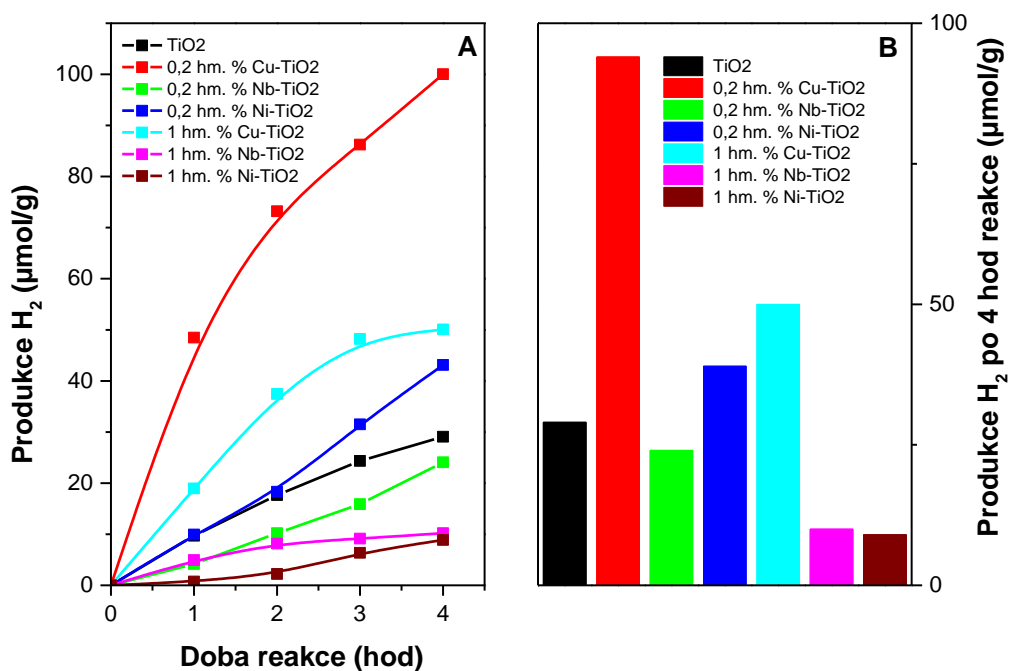 A
TiO2
0,2 hm. % Cu-TiO2
0,2 hm. % Nb-TiO2
0,2 hm. % Ni-TiO2
1 hm. % Cu-TiO2
1 hm. % Nb-TiO2
1 hm. % Ni-TiO2
Produkce H₂ (µmol/g)
100
80
60
40
20
0
0 1 2 3 4
Doba reakce (hod)
B
TiO2
0,2 hm. % Cu-TiO2
0,2 hm. % Nb-TiO2
0,2 hm. % Ni-TiO2
1 hm. % Cu-TiO2
1 hm. % Nb-TiO2
1 hm. % Ni-TiO2
100
50
0
Produkce H₂ po 4 hod reakce (µmol/g)